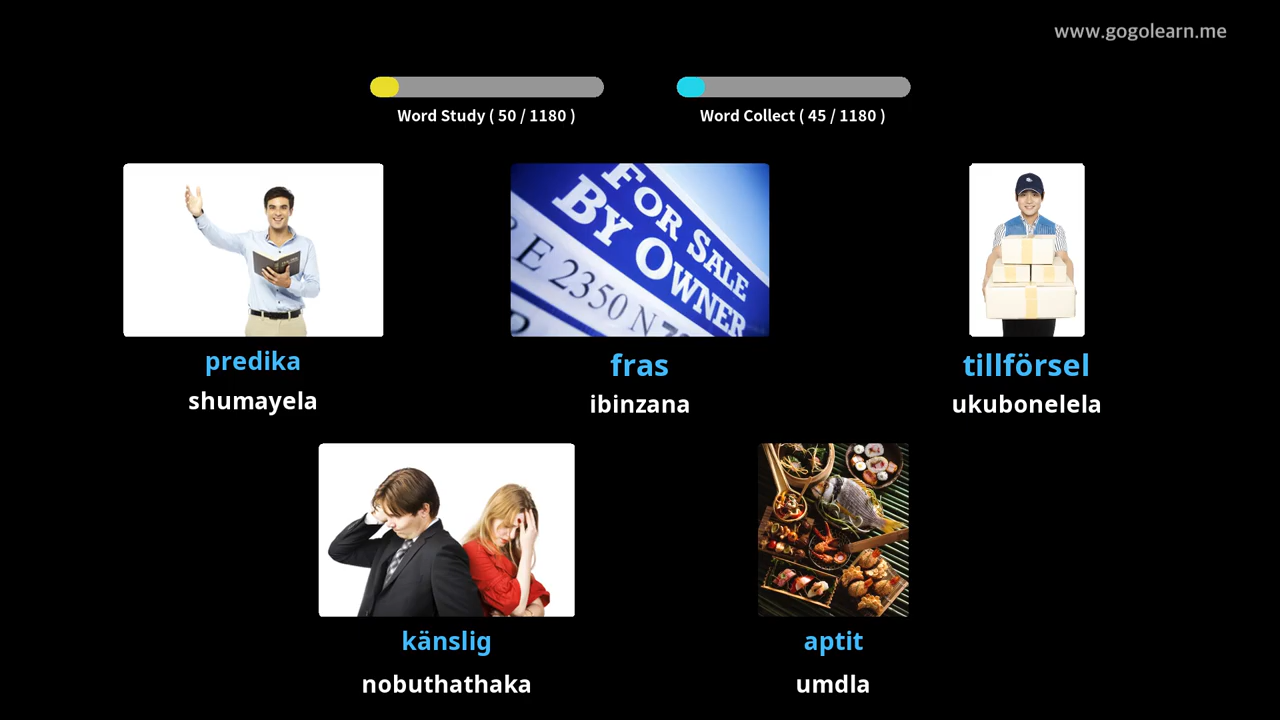 www.gogolearn.me
Word Study ( 50 / 1180 )
Word Collect ( 45 / 1180 )
FOR SALE
BY OWNER
E 2350 N
predika
shumayela
fras
ibinzana
tillförsel
ukubonelela
känslig
nobuthathaka
aptit
umdla